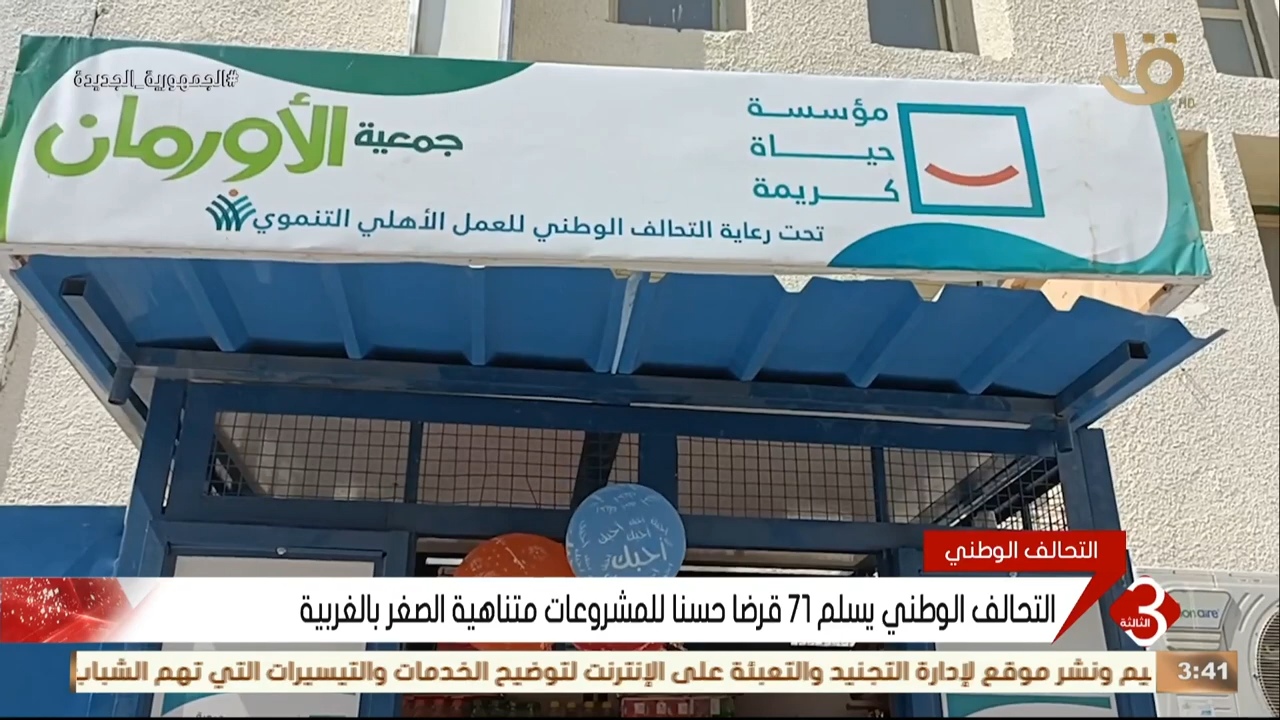 #الجمهورية_الجديدة
HD
مؤسسة
حياة
كريمة
جمعية الأورمان
تحت رعاية التحالف الوطني للعمل الأهلي التنموي
أحبك
التحالف الوطني
التحالف الوطني يسلم 71 قرضا حسنا للمشروعات متناهية الصغر بالغربية
3
الثالثة
3:41
يم ونشر موقع لإدارة التجنيد والتعبئة على الإنترنت لتوضيح الخدمات والتيسيرات التي تهم الشباب